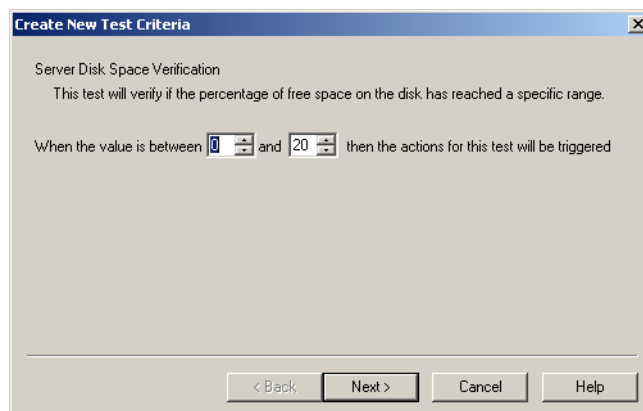 Create New Test Criteria
Server Disk Space Verification
This test will verify if the percentage of free space on the disk has reached a specific range.
When the value is between 0 and 20 then the actions for this test will be triggered
< Back Next > Cancel Help